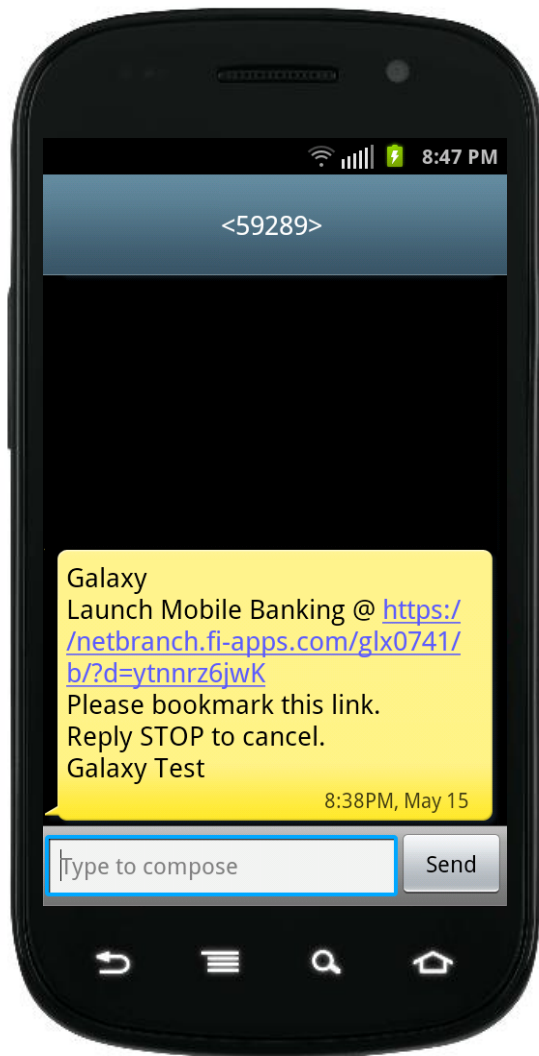 8:47 PM
<59289>
Galaxy
Launch Mobile Banking @ https:/
/netbranch.fi-apps.com/glx0741/
b/?d=ytnnrz6jwK
Please bookmark this link.
Reply STOP to cancel.
Galaxy Test
8:38PM, May 15
Type to compose
Send